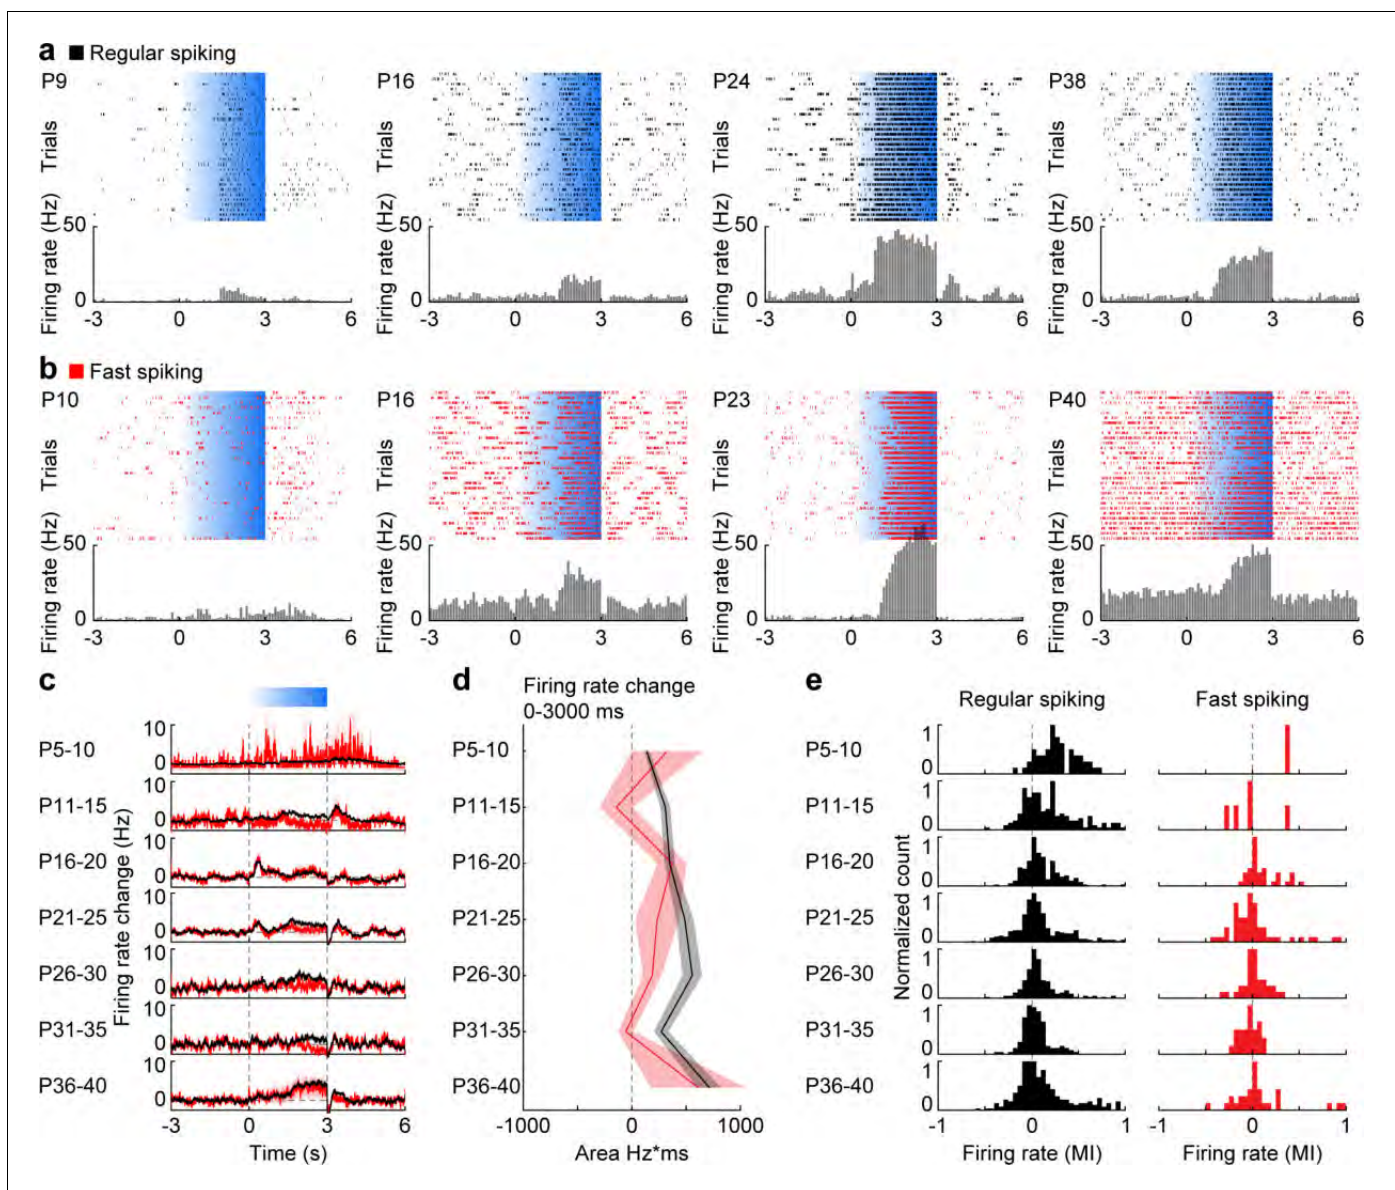 a Regular spiking
P9 P16 P24 P38
Trials Trials Trials Trials
Firing rate (Hz) Firing rate (Hz) Firing rate (Hz) Firing rate (Hz)
50 50 50 50
0 0 0 0
-3 0 3 6 -3 0 3 6 -3 0 3 6 -3 0 3 6
b Fast spiking
P10 P16 P23 P40
Trials Trials Trials Trials
Firing rate (Hz) Firing rate (Hz) Firing rate (Hz) Firing rate (Hz)
50 50 50 50
0 0 0 0
-3 0 3 6 -3 0 3 6 -3 0 3 6 -3 0 3 6
c
Firing rate change (Hz)
P5-10 10 0
P11-15 10 0
P16-20 10 0
P21-25 10 0
P26-30 10 0
P31-35 10 0
P36-40 10 0
-3 0 3 6
Time (s)
d
Firing rate change
0-3000 ms
P5-10
P11-15
P16-20
P21-25
P26-30
P31-35
P36-40
-1000 0 1000
Area Hz*ms
e
Regular spiking Fast spiking
Normalized count
P5-10 1 0
P11-15 1 0
P16-20 1 0
P21-25 1 0
P26-30 1 0
P31-35 1 0
P36-40 1 0
-1 0 1 -1 0 1
Firing rate (MI) Firing rate (MI)